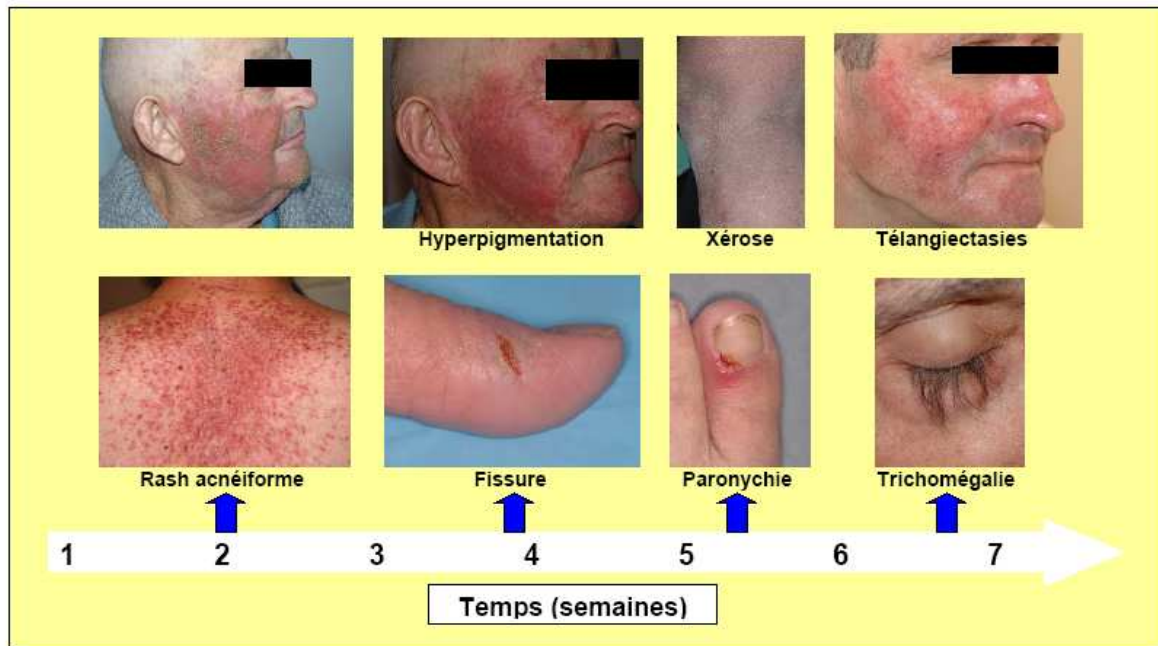 Hyperpigmentation
Xérose
Télangiectasies
Rash acnéiforme
Fissure
Paronychie
Trichomégalie
1 2 3 4 5 6 7
Temps (semaines)